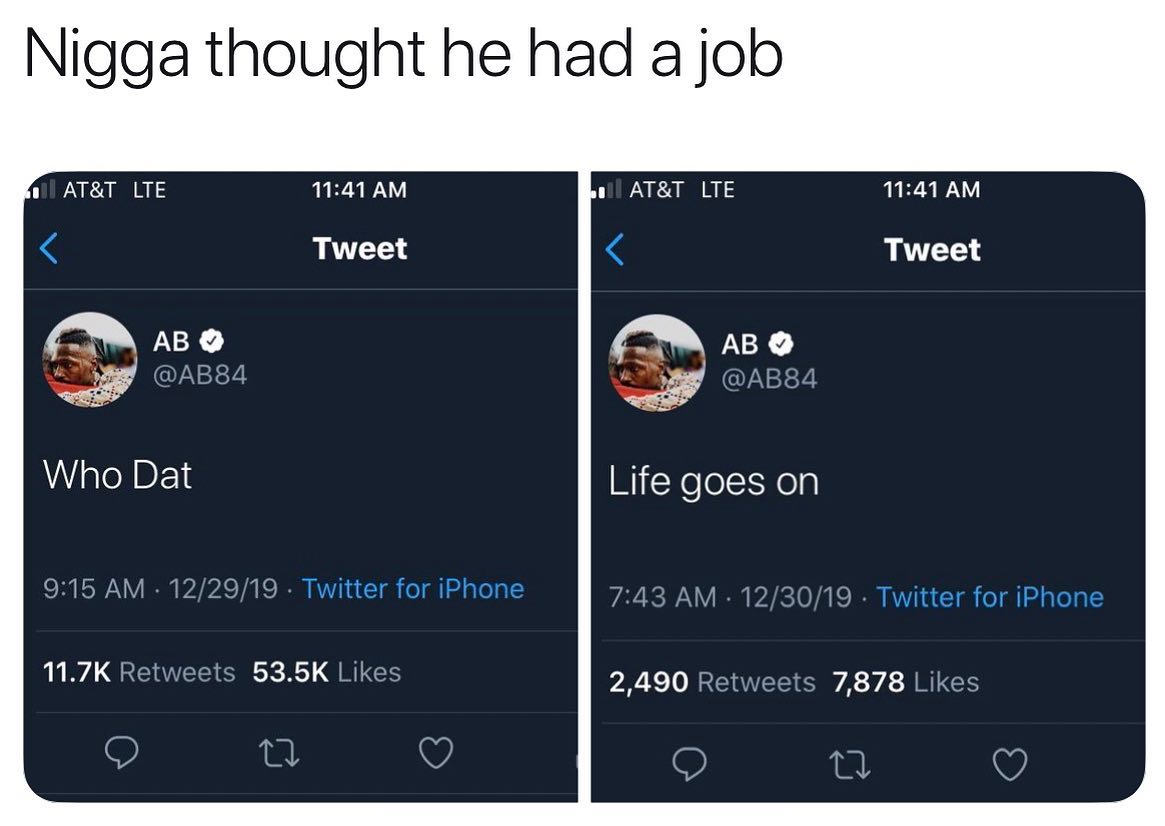 Nigga thought he had a job
AT&T LTE 11:41 AM
Tweet
AB
@AB84
Who Dat
9:15 AM · 12/29/19 · Twitter for iPhone
11.7K Retweets 53.5K Likes
AT&T LTE 11:41 AM
Tweet
AB
@AB84
Life goes on
7:43 AM · 12/30/19 · Twitter for iPhone
2,490 Retweets 7,878 Likes